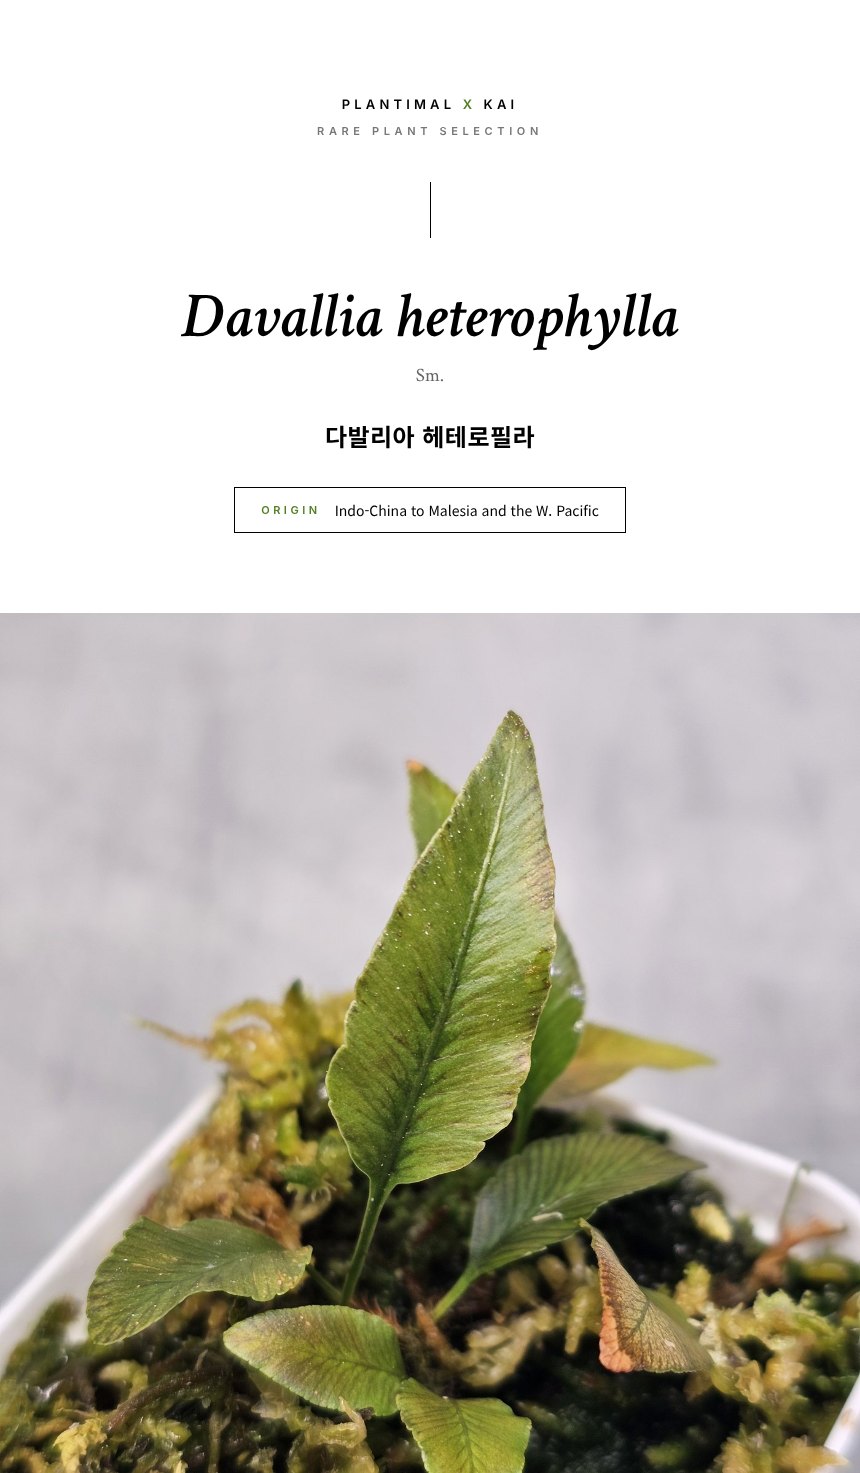 PLANTIMAL X KAI
RARE PLANT SELECTION
Davallia heterophylla
Sm.
다발리아 헤테로필라
ORIGIN Indo-China to Malesia and the W. Pacific